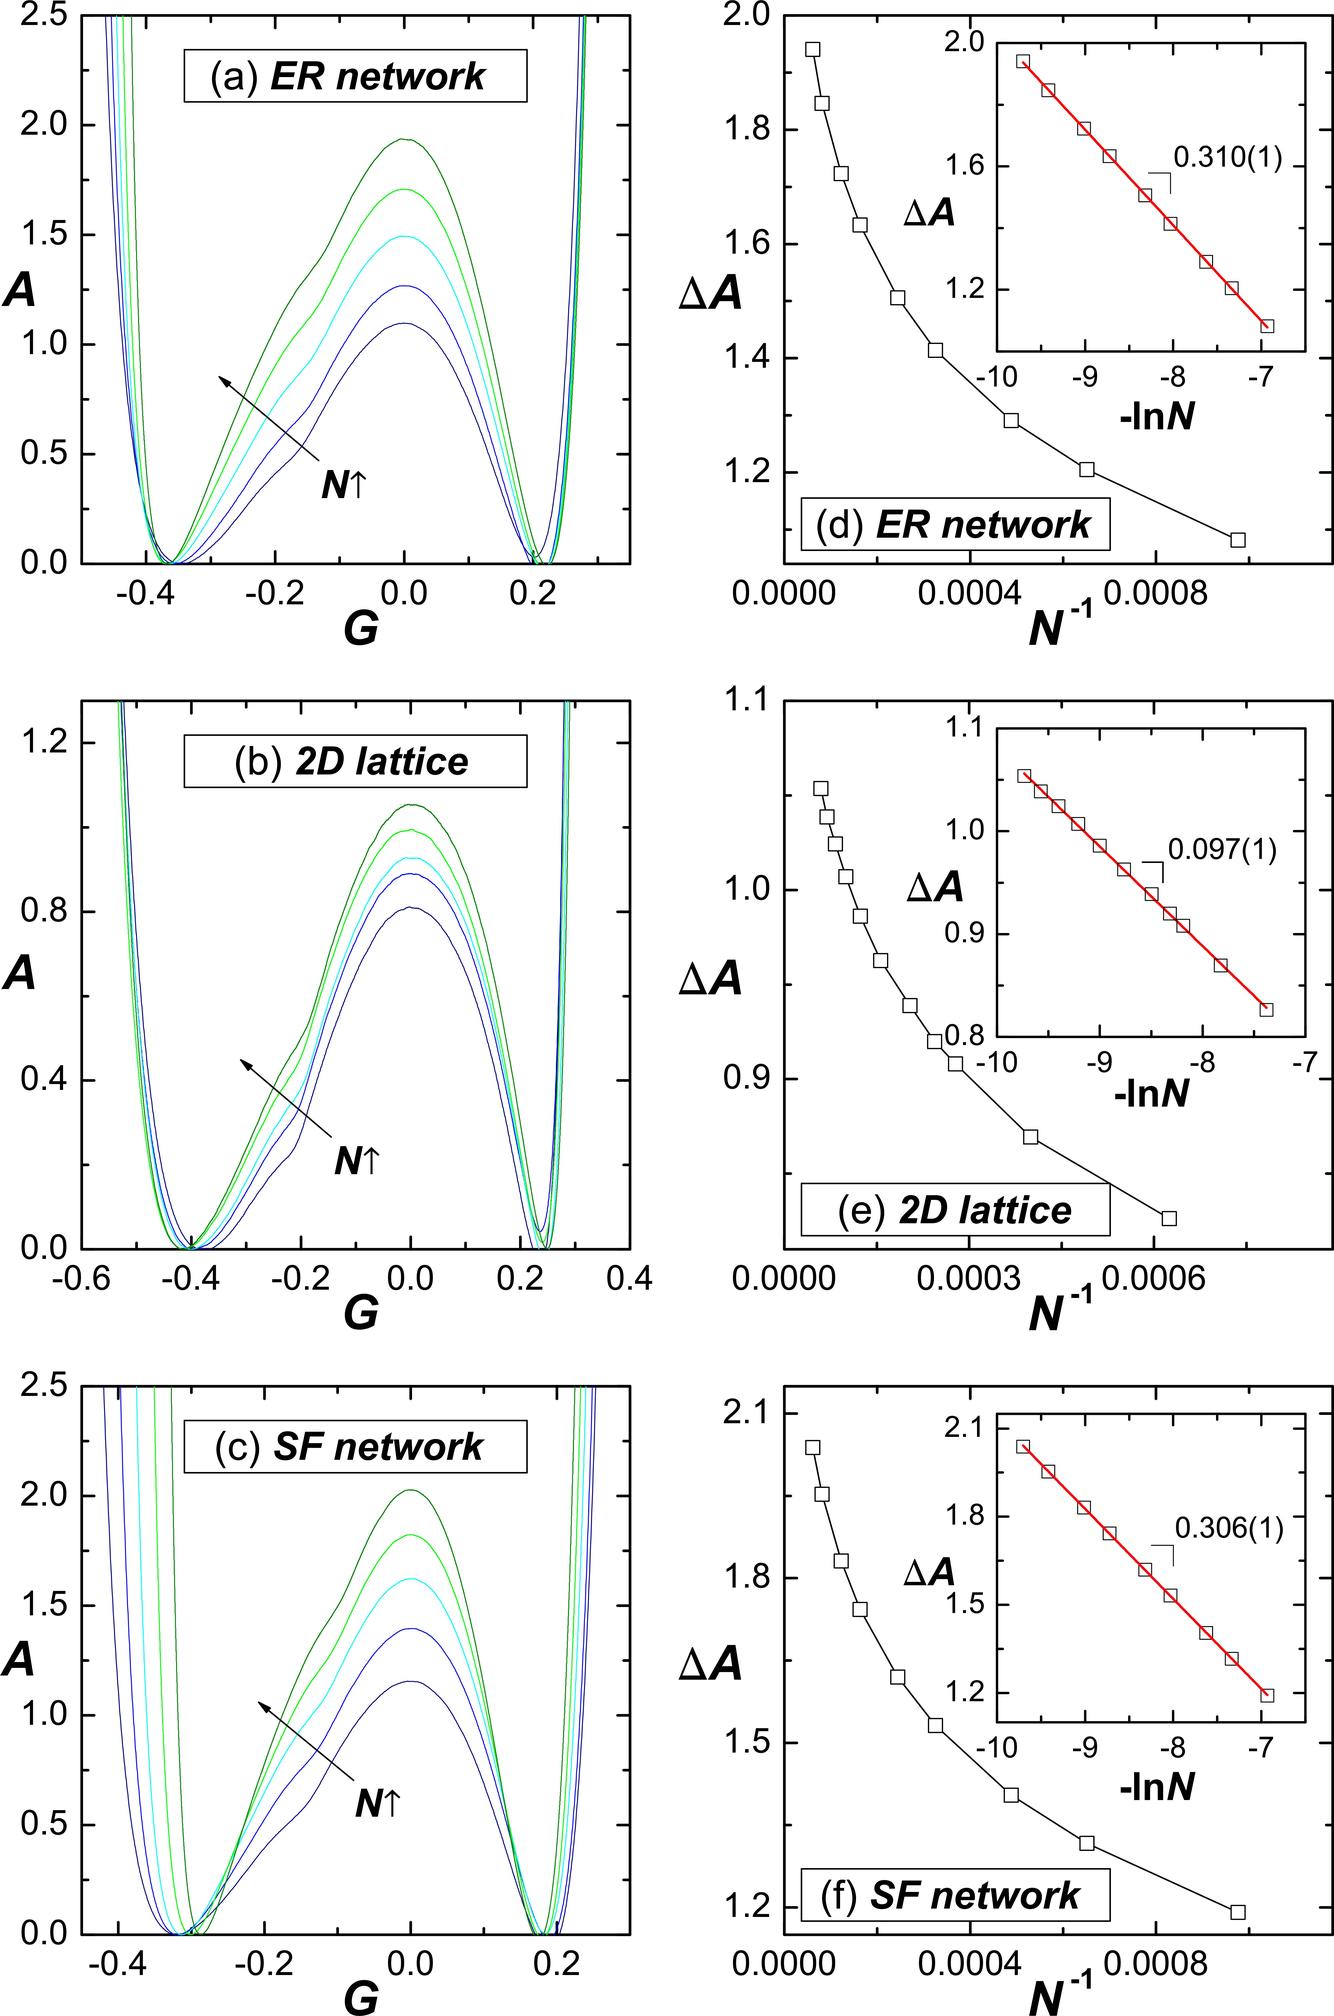 (a) ER network
A
2.5
2.0
1.5
1.0
0.5
0.0
N↑
-0.4 -0.2 0.0 0.2
G
(d) ER network
ΔA
2.0
1.8
1.6
1.4
1.2
0.0000 0.0004 0.0008
N⁻¹
2.0
1.6
1.2
ΔA
0.310(1)
-10 -9 -8 -7
-lnN
(b) 2D lattice
A
1.2
0.8
0.4
0.0
N↑
-0.6 -0.4 -0.2 0.0 0.2 0.4
G
(e) 2D lattice
ΔA
1.1
1.0
0.9
0.0000 0.0003 0.0006
N⁻¹
1.1
1.0
0.9
0.8
ΔA
0.097(1)
-10 -9 -8 -7
-lnN
(c) SF network
A
2.5
2.0
1.5
1.0
0.5
0.0
N↑
-0.4 -0.2 0.0 0.2
G
(f) SF network
ΔA
2.1
1.8
1.5
1.2
0.0000 0.0004 0.0008
N⁻¹
2.1
1.8
1.5
1.2
ΔA
0.306(1)
-10 -9 -8 -7
-lnN